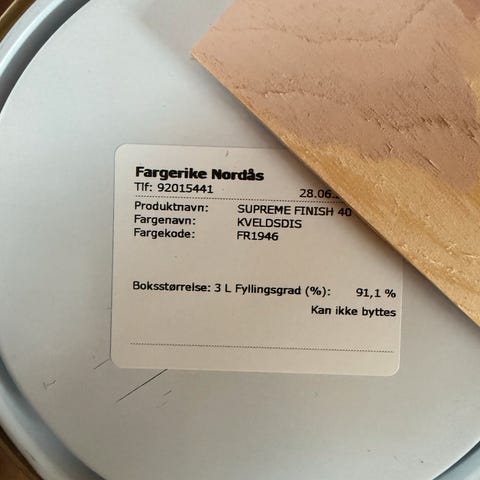 Fargerike Nordås
Tlf: 92015441 28.06.
Produktnavn: SUPREME FINISH 40
Fargenavn: KVELDSDIS
Fargekode: FR1946
Boksstørrelse: 3 L Fyllingsgrad (%): 91,1 %
Kan ikke byttes